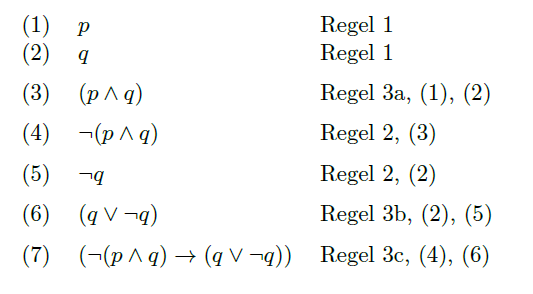 (1) p Regel 1
(2) q Regel 1
(3) (p ∧ q) Regel 3a, (1), (2)
(4) ¬(p ∧ q) Regel 2, (3)
(5) ¬q Regel 2, (2)
(6) (q ∨ ¬q) Regel 3b, (2), (5)
(7) (¬(p ∧ q) → (q ∨ ¬q)) Regel 3c, (4), (6)